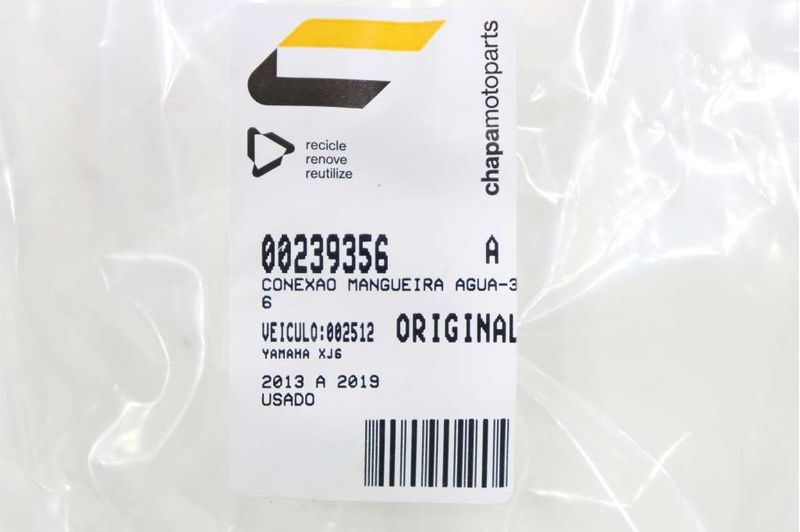 chapamotoparts
recicle
renove
reutilize
00239356 A
CONEXAO MANGUEIRA AGUA-3
6
VEICULO:002512 ORIGINAL
YAMAHA XJ6
2013 A 2019
USADO